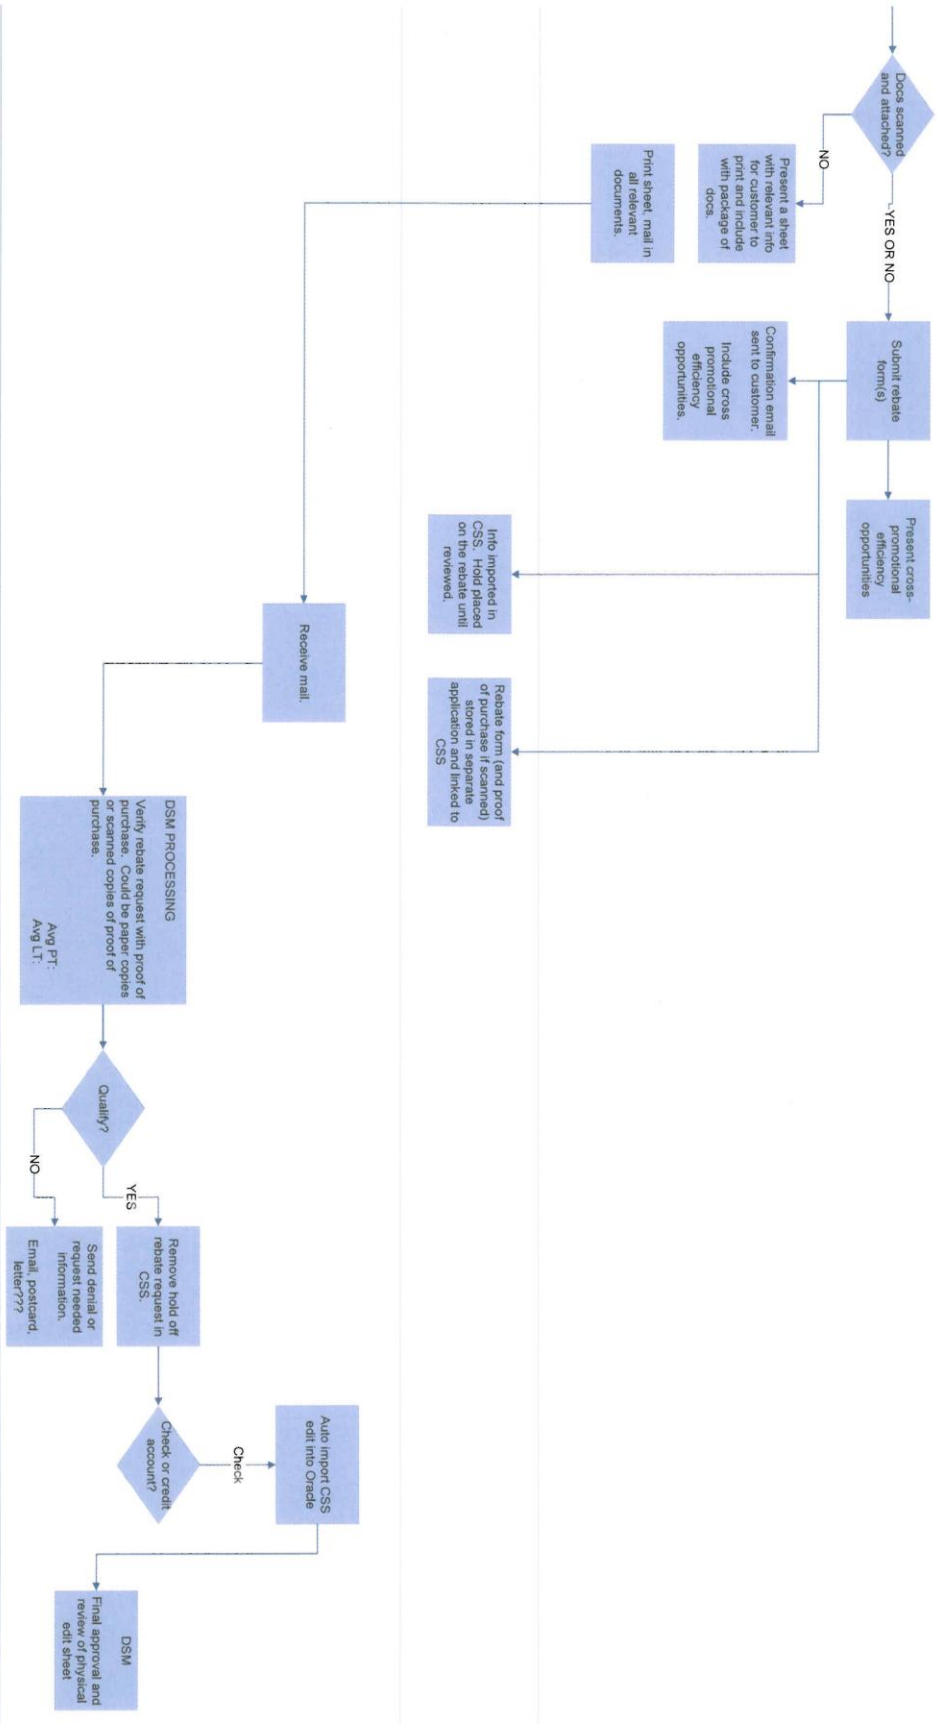 Docs scanned
and attached?
YES OR NO
NO
Submit rebate
form(s)
Present cross-
promotional
efficiency
opportunities
Present a sheet
with relevant info
for customer to
print and include
with package of
docs.
Confirmation email
sent to customer.
Include cross
promotional
efficiency
opportunities.
Print sheet, mail in
all relevant
documents.
Info imported in
CSS. Hold placed
on the rebate until
reviewed.
Rebate form (and proof
of purchase if scanned)
stored in separate
application and linked to
CSS
Receive mail.
DSM PROCESSING
Verify rebate request with proof of
purchase. Could be paper copies
or scanned copies of proof of
purchase.
Avg PT:
Avg LT:
Qualify?
YES
NO
Remove hold off
rebate request in
CSS.
Send denial or
request needed
information.
Email, postcard,
letter???
Check or credit
account?
Check
Auto import CSS
edit into Oracle
DSM
Final approval and
review of physical
edit sheet